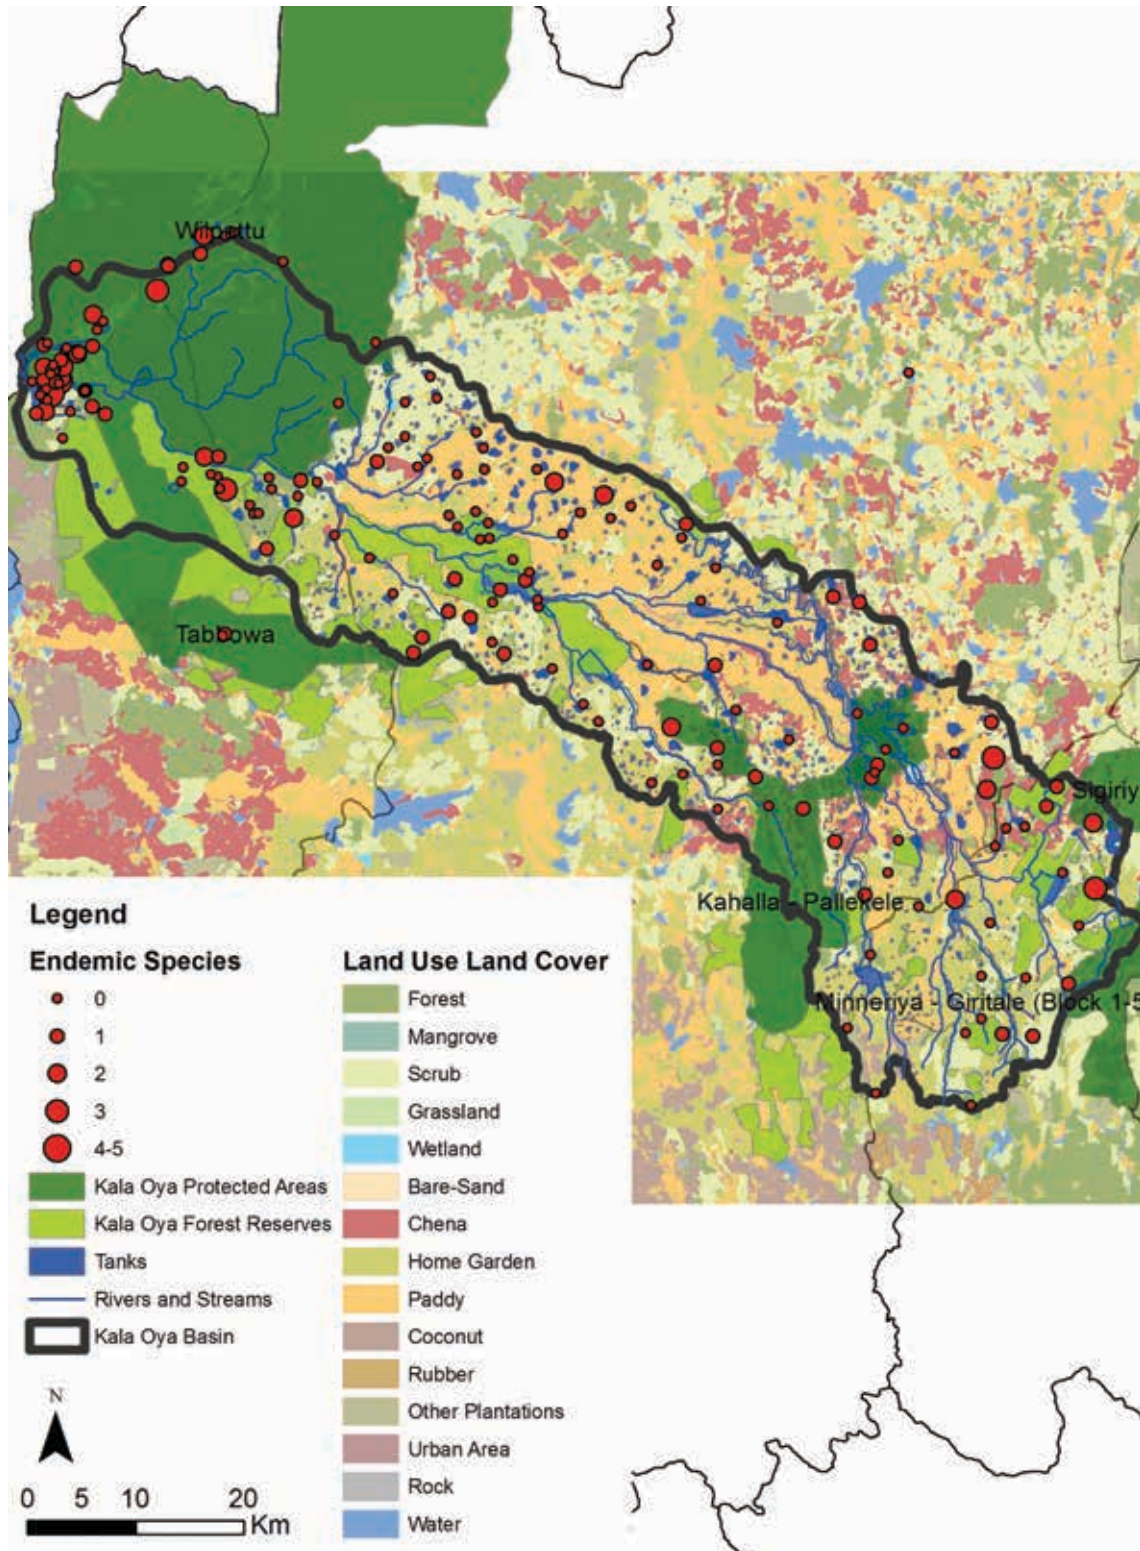 Wilpattu
Tabbowa
Sigiriy
Kahalla - Pallekele
Minneriya - Giritale (Block 1-5
Legend
Endemic Species
0
1
2
3
4-5
Kala Oya Protected Areas
Kala Oya Forest Reserves
Tanks
Rivers and Streams
Kala Oya Basin
Land Use Land Cover
Forest
Mangrove
Scrub
Grassland
Wetland
Bare-Sand
Chena
Home Garden
Paddy
Coconut
Rubber
Other Plantations
Urban Area
Rock
Water
N
0 5 10 20
Km